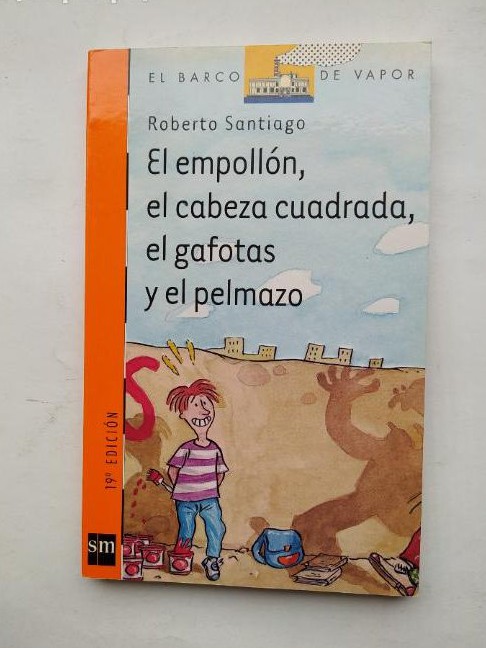 EL BARCO DE VAPOR
Roberto Santiago
El empollón,
el cabeza cuadrada,
el gafotas
y el pelmazo
S
19ª EDICIÓN
sm